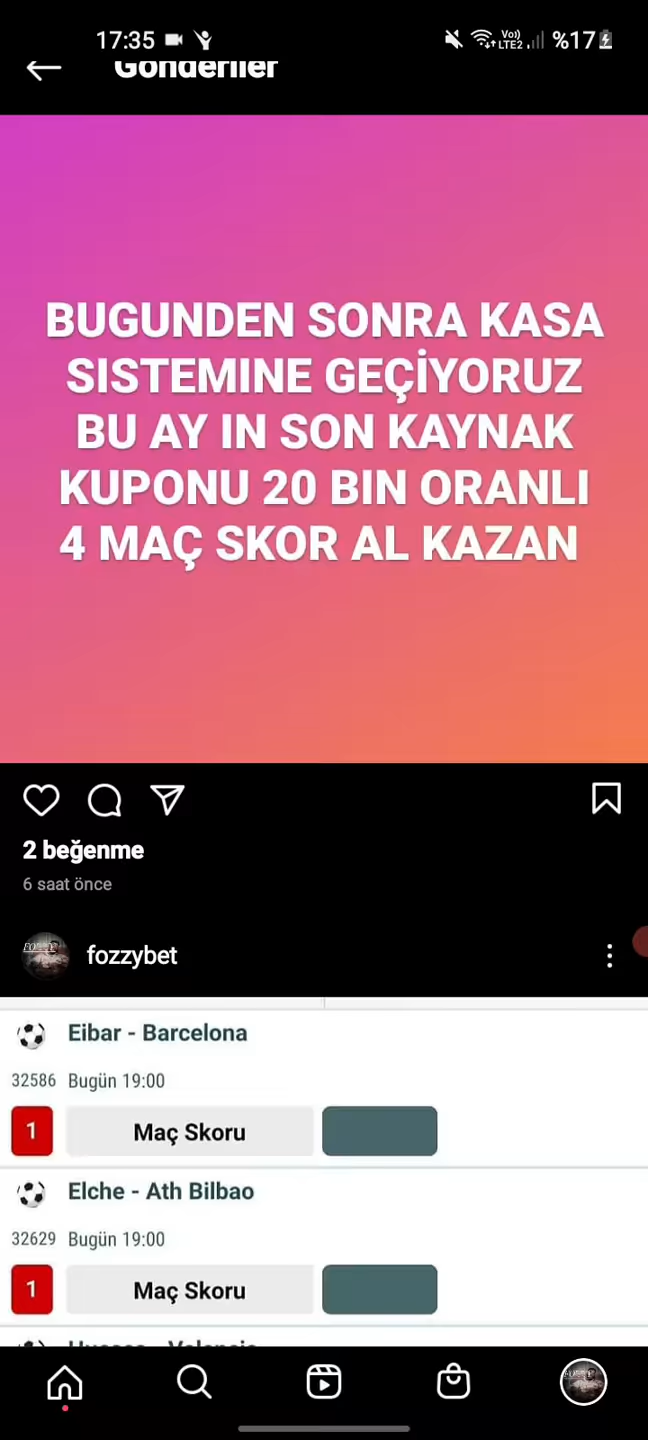 17:35
Vo) LTE2 %17
Gönderiler
BUGUNDEN SONRA KASA
SISTEMINE GEÇİYORUZ
BU AY IN SON KAYNAK
KUPONU 20 BIN ORANLI
4 MAÇ SKOR AL KAZAN
2 beğenme
6 saat önce
fozzybet
Eibar - Barcelona
32586 Bugün 19:00
1 Maç Skoru
Elche - Ath Bilbao
32629 Bugün 19:00
1 Maç Skoru